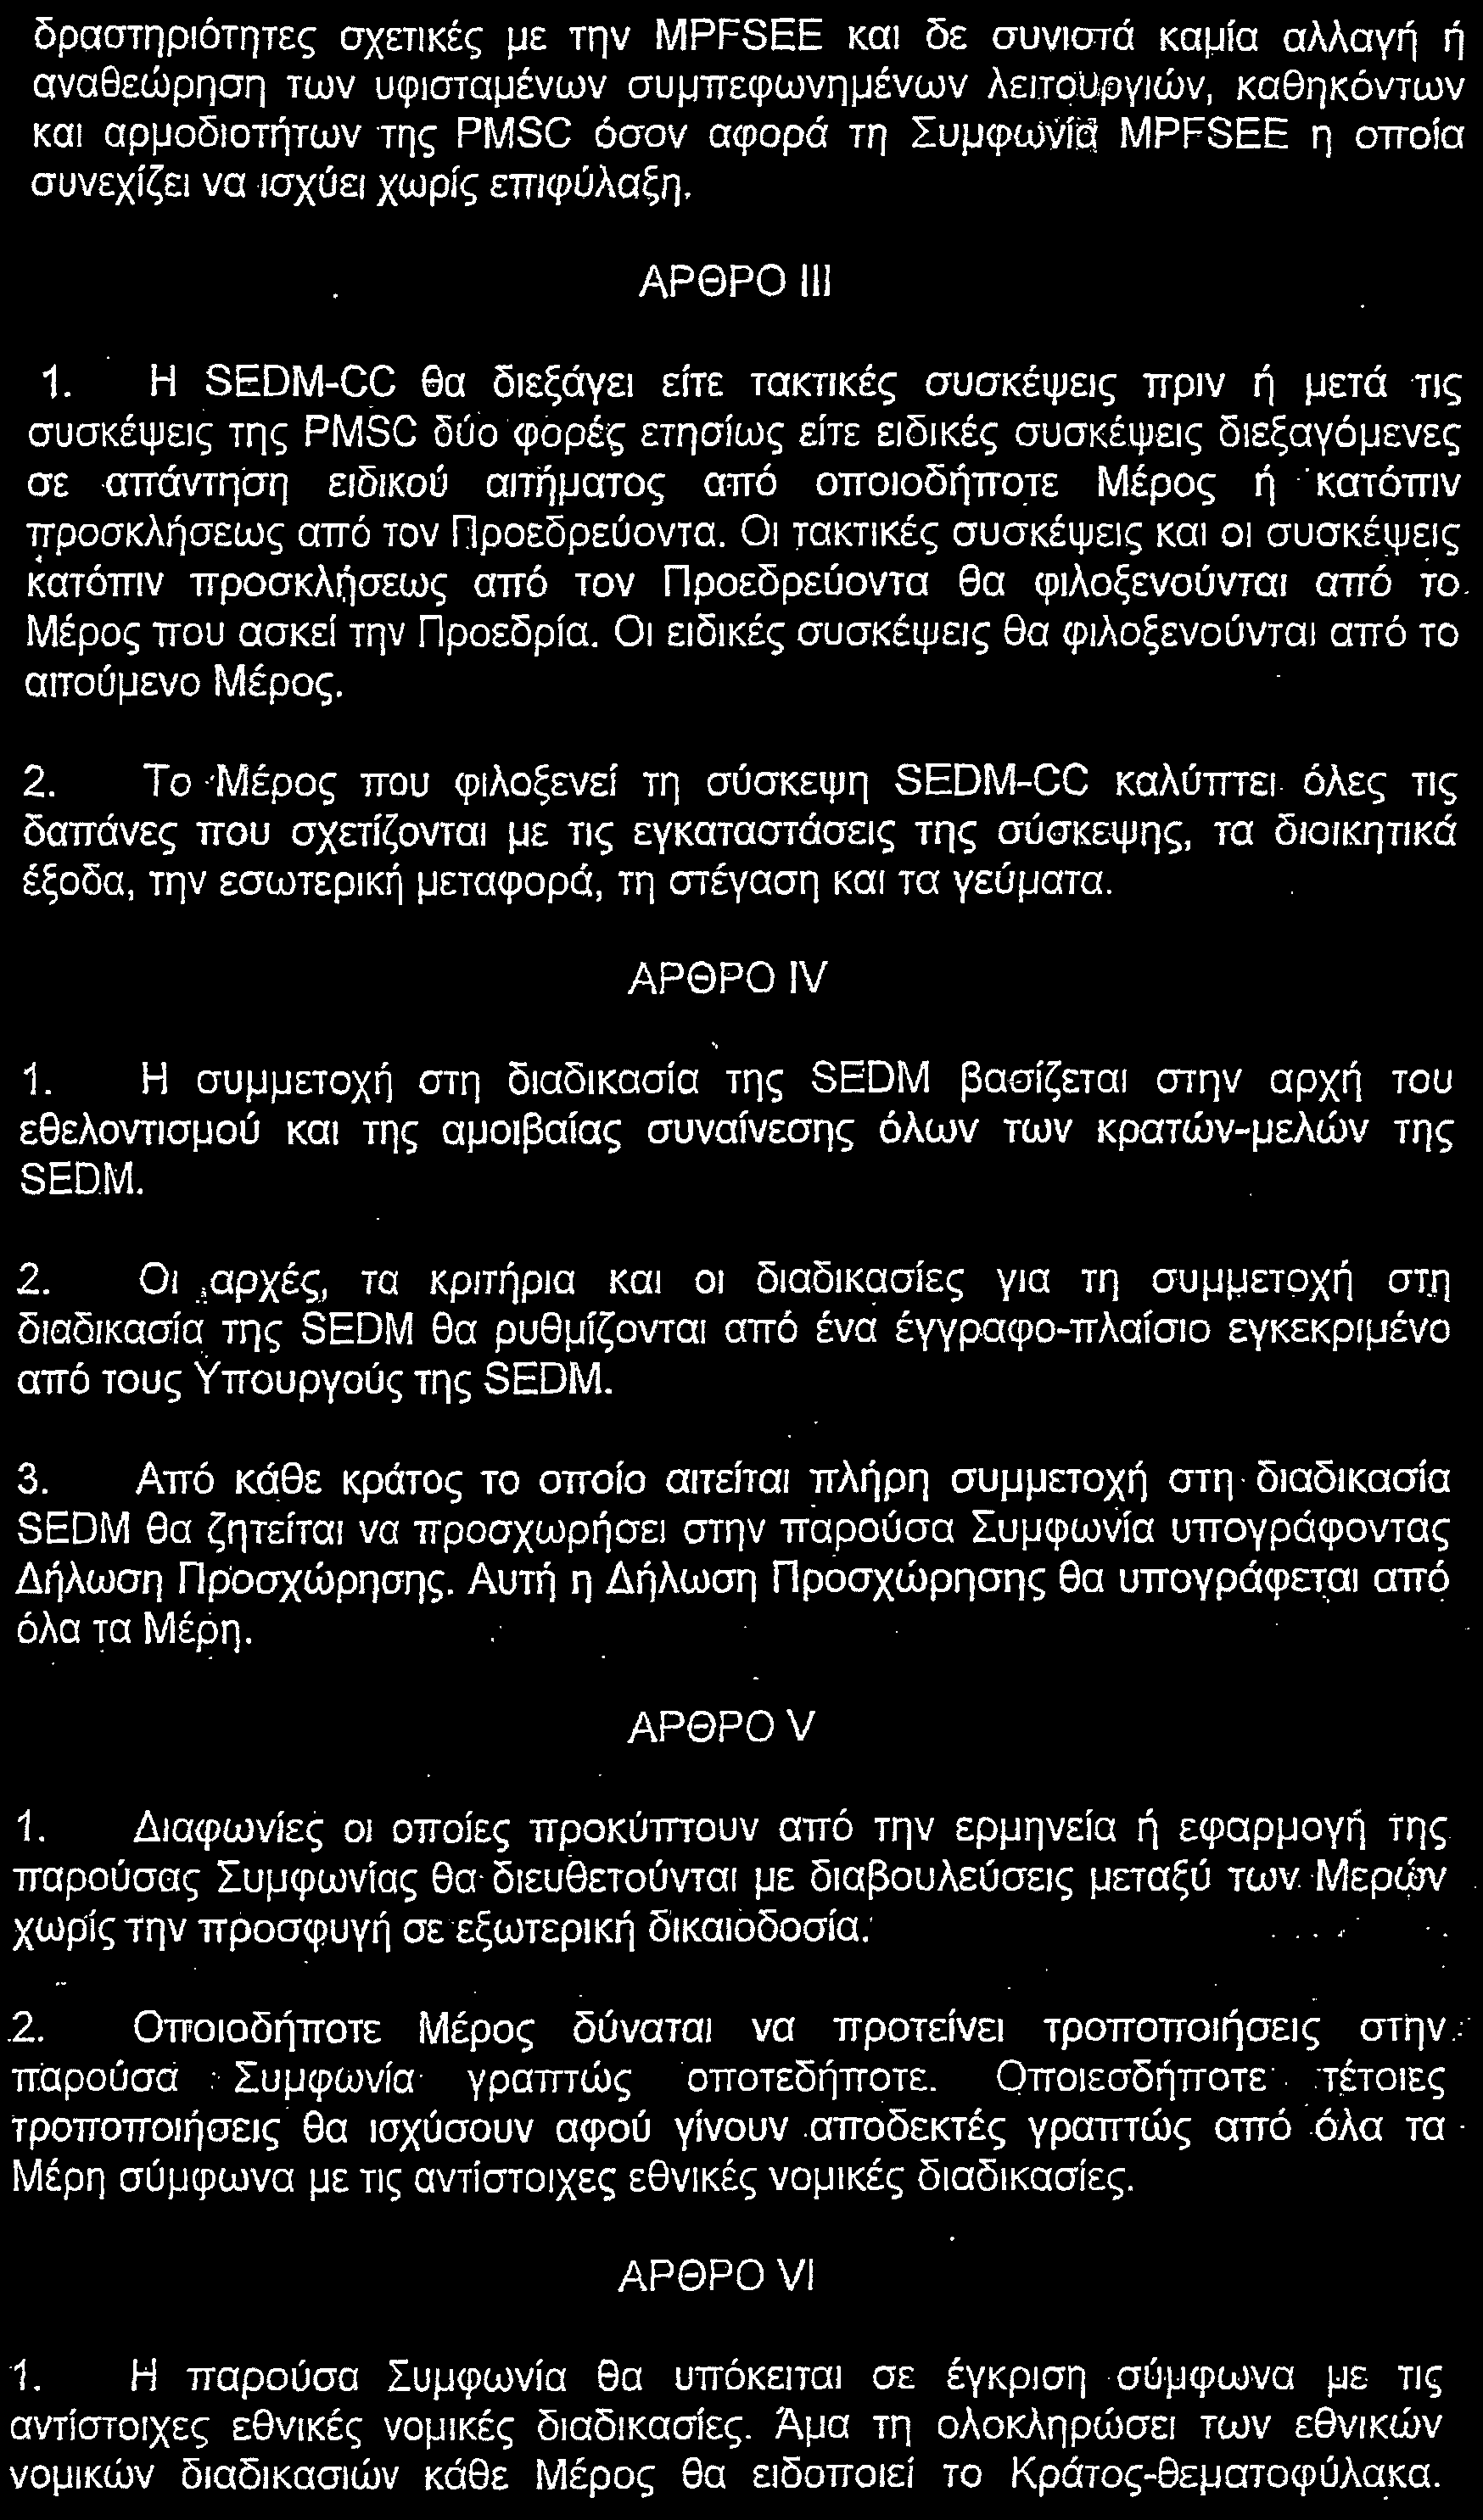 δραστηριότητες σχετικές με την MPFSEE και δε συνιστά καμία αλλαγή ή
αναθεώρηση των υφισταμένων συμπεφωνημένων λειτουργιών, καθηκόντων
και αρμοδιοτήτων της PMSC όσον αφορά τη Συμφωνία MPFSEE η οποία
συνεχίζει να ισχύει χωρίς επιφύλαξη.
ΑΡΘΡΟ III
1. Η SEDM-CC θα διεξάγει είτε τακτικές συσκέψεις πριν ή μετά τις
συσκέψεις της PMSC δύο φορές ετησίως είτε ειδικές συσκέψεις διεξαγόμενες
σε απάντηση ειδικού αιτήματος από οποιοδήποτε Μέρος ή κατόπιν
προσκλήσεως από τον Προεδρεύοντα. Οι τακτικές συσκέψεις και οι συσκέψεις
κατόπιν προσκλήσεως από τον Προεδρεύοντα θα φιλοξενούνται από το
Μέρος που ασκεί την Προεδρία. Οι ειδικές συσκέψεις θα φιλοξενούνται από το
αιτούμενο Μέρος.
2. Το Μέρος που φιλοξενεί τη σύσκεψη SEDM-CC καλύπτει όλες τις
δαπάνες που σχετίζονται με τις εγκαταστάσεις της σύσκεψης, τα διοικητικά
έξοδα, την εσωτερική μεταφορά, τη στέγαση και τα γεύματα.
ΑΡΘΡΟ IV
1. Η συμμετοχή στη διαδικασία της SEDM βασίζεται στην αρχή του
εθελοντισμού και της αμοιβαίας συναίνεσης όλων των κρατών-μελών της
SEDM.
2. Οι αρχές, τα κριτήρια και οι διαδικασίες για τη συμμετοχή στη
διαδικασία της SEDM θα ρυθμίζονται από ένα έγγραφο-πλαίσιο εγκεκριμένο
από τους Υπουργούς της SEDM.
3. Από κάθε κράτος το οποίο αιτείται πλήρη συμμετοχή στη διαδικασία
SEDM θα ζητείται να προσχωρήσει στην παρούσα Συμφωνία υπογράφοντας
Δήλωση Προσχώρησης. Αυτή η Δήλωση Προσχώρησης θα υπογράφεται από
όλα τα Μέρη.
ΑΡΘΡΟ V
1. Διαφωνίες οι οποίες προκύπτουν από την ερμηνεία ή εφαρμογή της
παρούσας Συμφωνίας θα διευθετούνται με διαβουλεύσεις μεταξύ των Μερών
χωρίς την προσφυγή σε εξωτερική δικαιοδοσία.
2. Οποιοδήποτε Μέρος δύναται να προτείνει τροποποιήσεις στην
παρούσα Συμφωνία γραπτώς οποτεδήποτε. Οποιεσδήποτε τέτοιες
τροποποιήσεις θα ισχύσουν αφού γίνουν αποδεκτές γραπτώς από όλα τα
Μέρη σύμφωνα με τις αντίστοιχες εθνικές νομικές διαδικασίες.
ΑΡΘΡΟ VI
1. Η παρούσα Συμφωνία θα υπόκειται σε έγκριση σύμφωνα με τις
αντίστοιχες εθνικές νομικές διαδικασίες. Άμα τη ολοκληρώσει των εθνικών
νομικών διαδικασιών κάθε Μέρος θα ειδοποιεί το Κράτος-θεματοφύλακα.